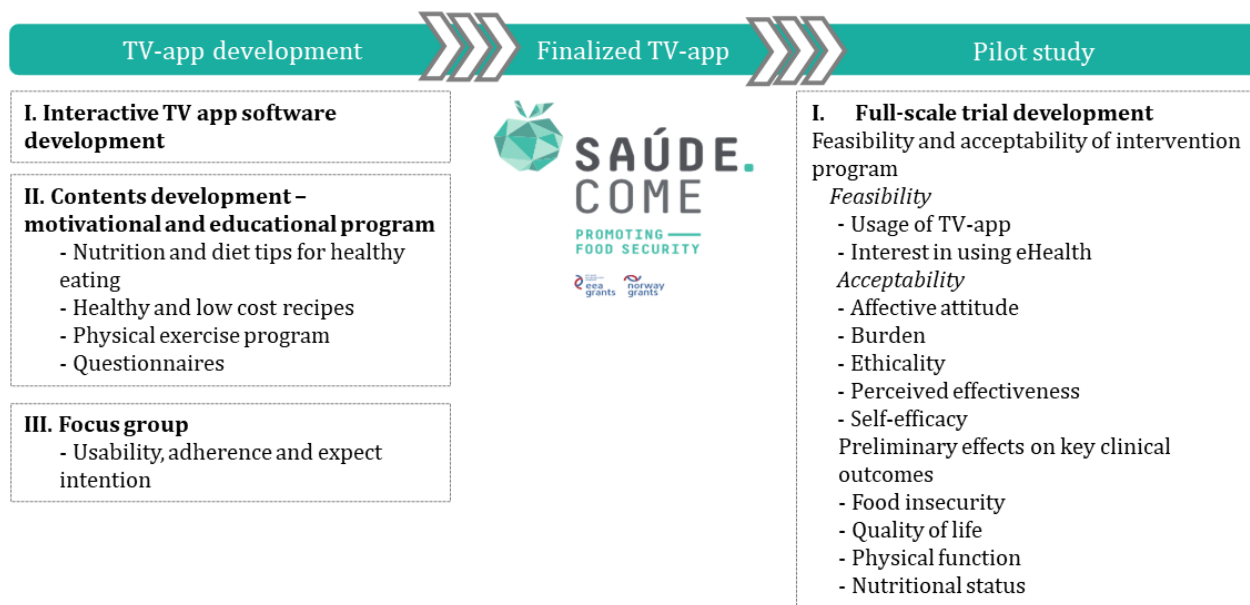 TV-app development
Finalized TV-app
Pilot study
I. Interactive TV app software
development
II. Contents development –
motivational and educational program
- Nutrition and diet tips for healthy
eating
- Healthy and low cost recipes
- Physical exercise program
- Questionnaires
III. Focus group
- Usability, adherence and expect
intention
SAÚDE.
COME
PROMOTING
FOOD SECURITY
eea
grants
norway
grants
I. Full-scale trial development
Feasibility and acceptability of intervention
program
Feasibility
- Usage of TV-app
- Interest in using eHealth
Acceptability
- Affective attitude
- Burden
- Ethicality
- Perceived effectiveness
- Self-efficacy
Preliminary effects on key clinical
outcomes
- Food insecurity
- Quality of life
- Physical function
- Nutritional status